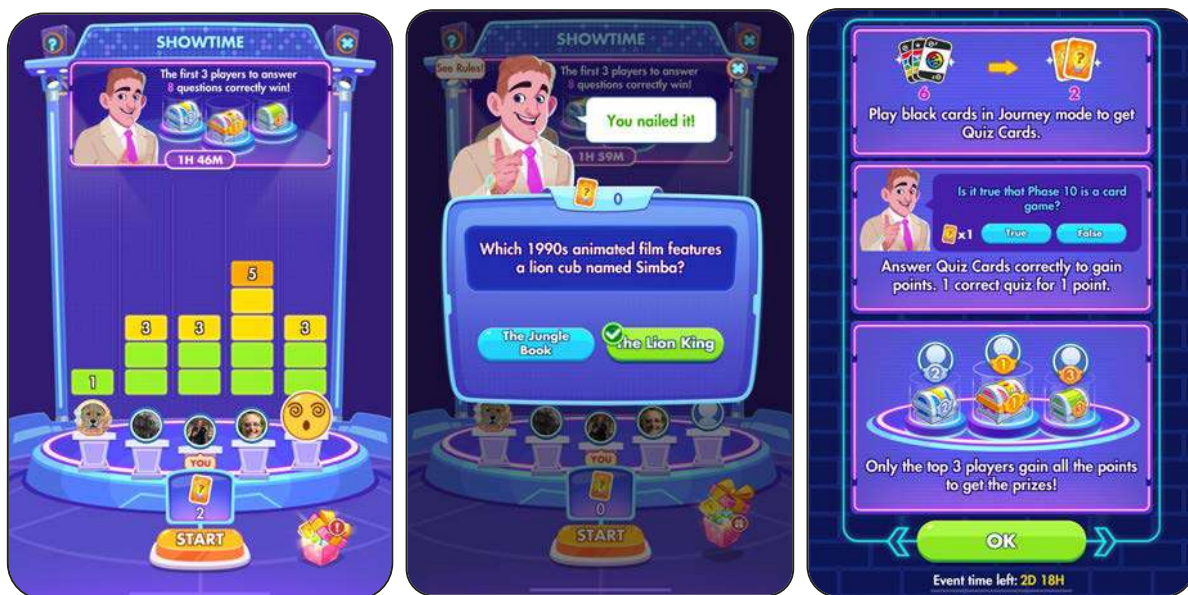 SHOWTIME
The first 3 players to answer
8 questions correctly win!
1H 46M
5
3
3
3
1
YOU
2
START
SHOWTIME
See Rules!
The first 3 players to answer
8 questions correctly win!
You nailed it!
1H 59M
0
Which 1990s animated film features
a lion cub named Simba?
The Jungle
Book
The Lion King
YOU
0
START
6
2
Play black cards in Journey mode to get
Quiz Cards.
Is it true that Phase 10 is a card
game?
x1
True
False
Answer Quiz Cards correctly to gain
points. 1 correct quiz for 1 point.
2
1
3
2
1
3
Only the top 3 players gain all the points
to get the prizes!
OK
Event time left: 2D 18H